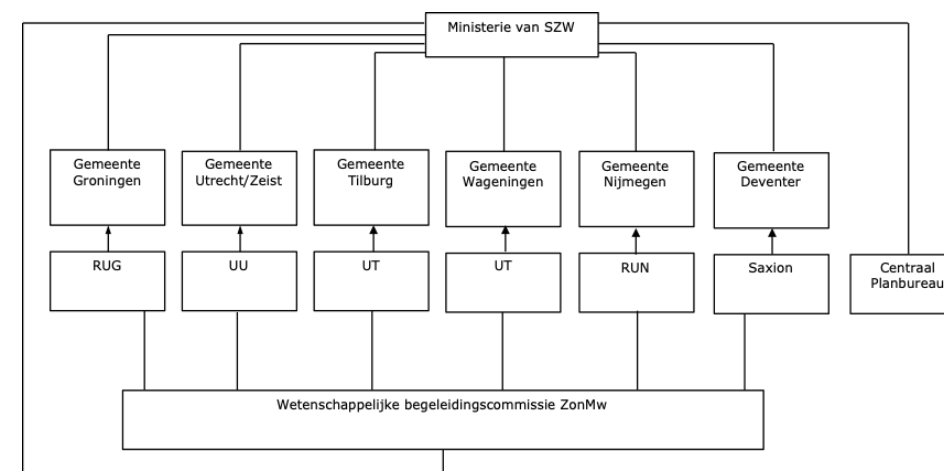 Ministerie van SZW
Gemeente
Groningen
Gemeente
Utrecht/Zeist
Gemeente
Tilburg
Gemeente
Wageningen
Gemeente
Nijmegen
Gemeente
Deventer
RUG
UU
UT
UT
RUN
Saxion
Centraal
Planbureau
Wetenschappelijke begeleidingscommissie ZonMw